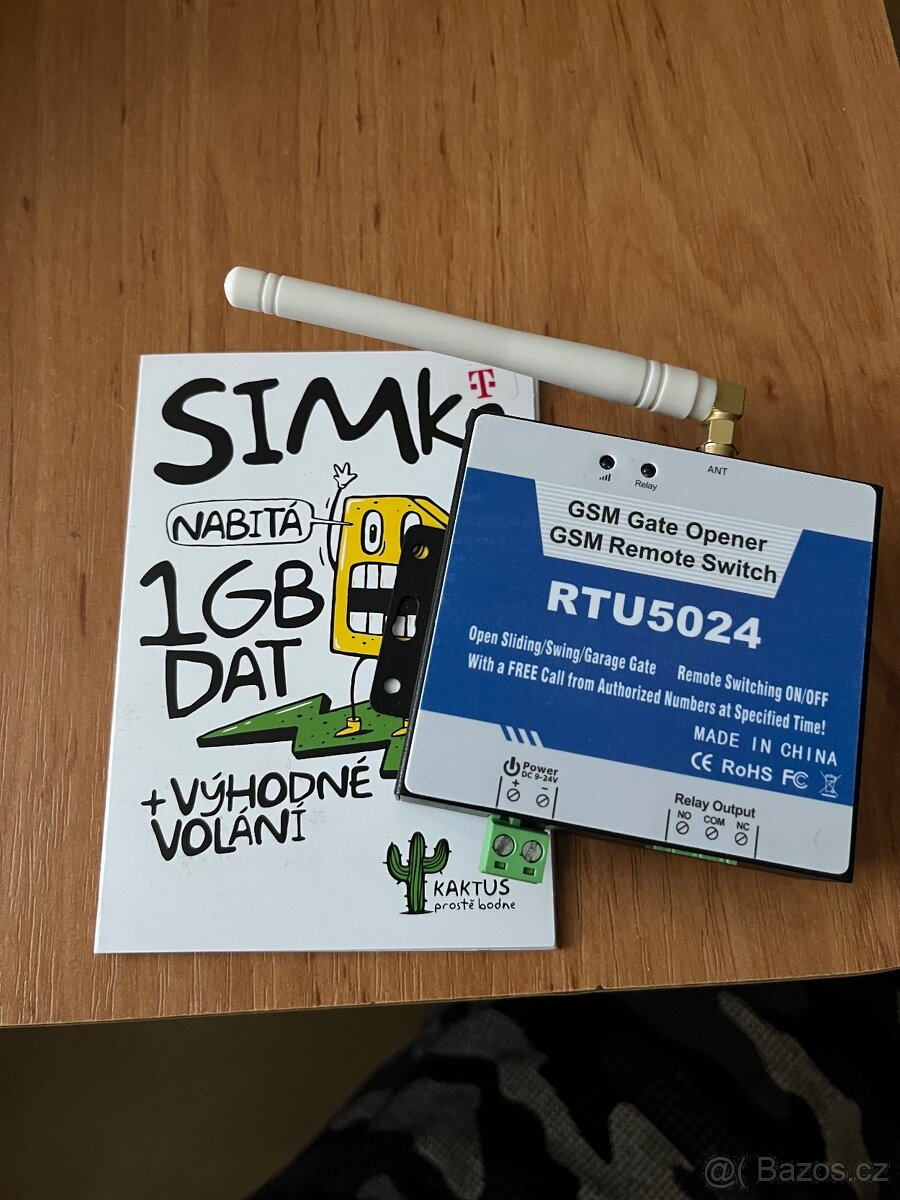 SIMK
T
NABITÁ
1GB
DAT
+VÝHODNÉ
VOLÁNÍ
KAKTUS
prostě bodne
ANT
Relay
GSM Gate Opener
GSM Remote Switch
RTU5024
Open Sliding/Swing/Garage Gate Remote Switching ON/OFF
With a FREE Call from Authorized Numbers at Specified Time!
MADE IN CHINA
CE RoHS FC
Power
DC 9-24V
+ -
Relay Output
NO COM NC
@( Bazos.cz